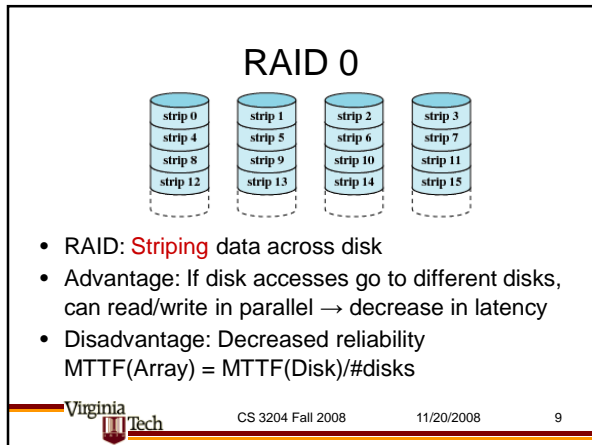 RAID 0
strip 0 strip 1 strip 2 strip 3
strip 4 strip 5 strip 6 strip 7
strip 8 strip 9 strip 10 strip 11
strip 12 strip 13 strip 14 strip 15
• RAID: Striping data across disk
• Advantage: If disk accesses go to different disks,
can read/write in parallel → decrease in latency
• Disadvantage: Decreased reliability
MTTF(Array) = MTTF(Disk)/#disks
Virginia Tech CS 3204 Fall 2008 11/20/2008 9